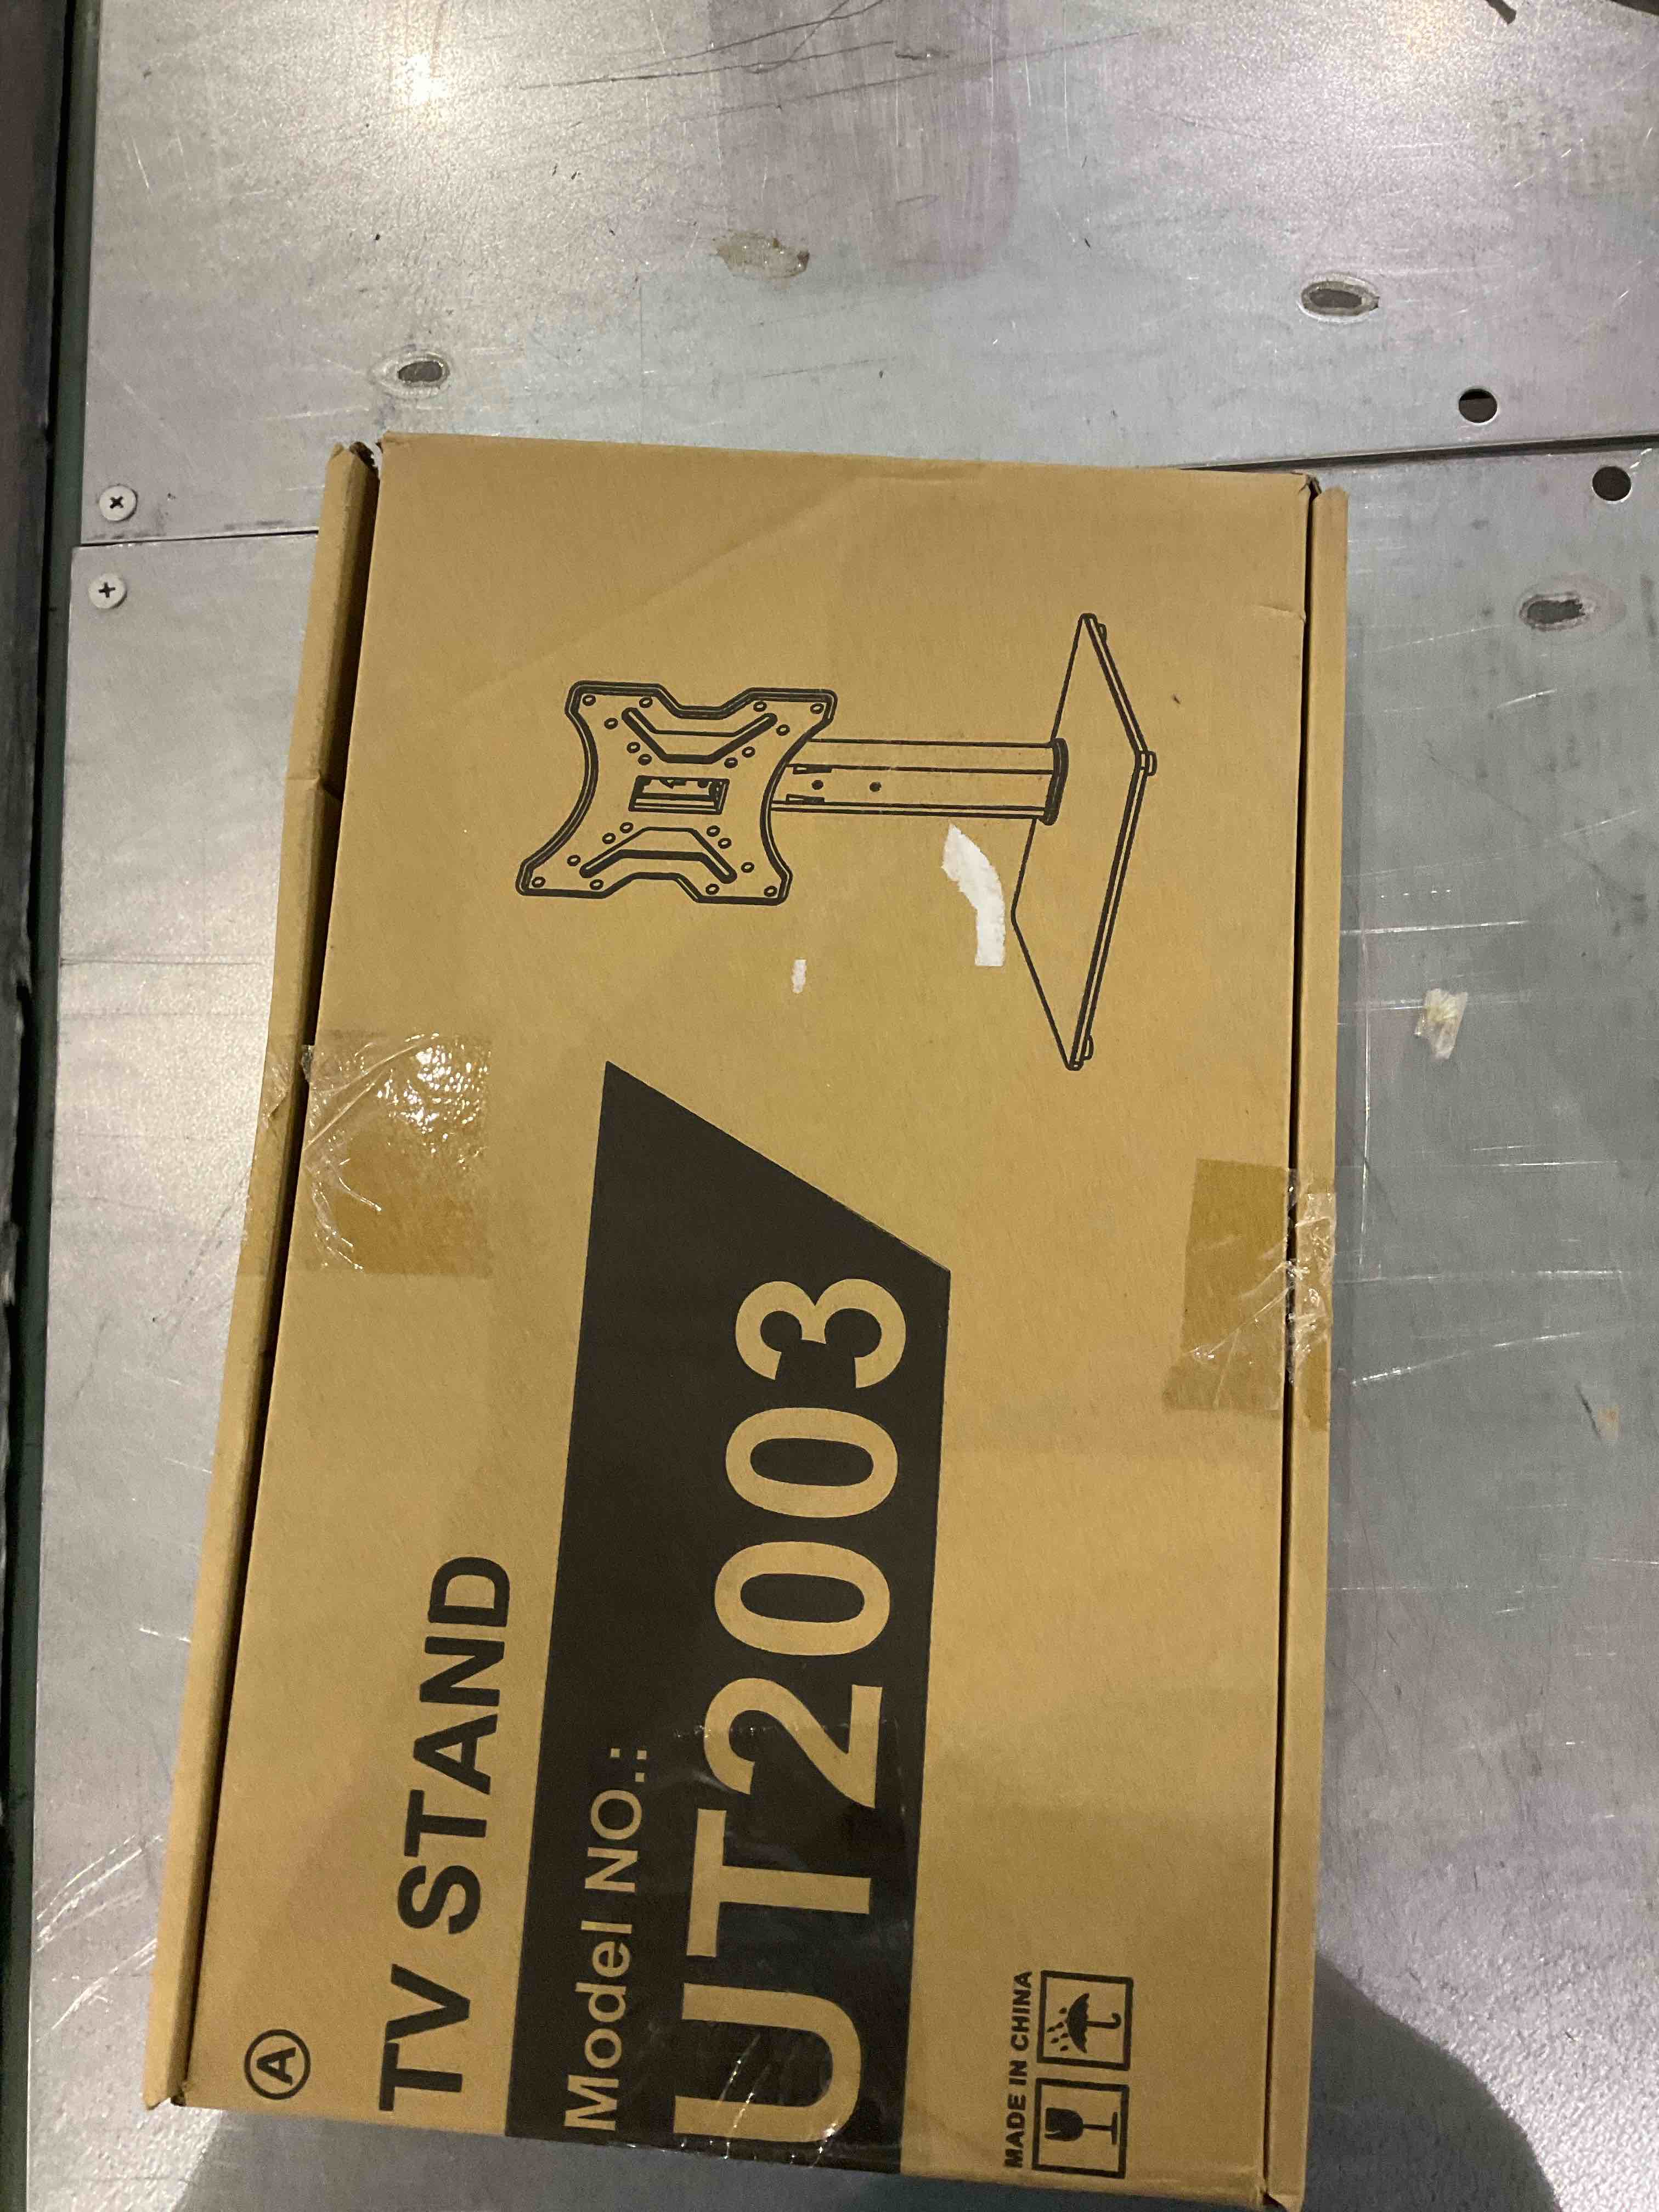 Ⓐ
TV STAND
Model NO.:
UT2003
MADE IN CHINA